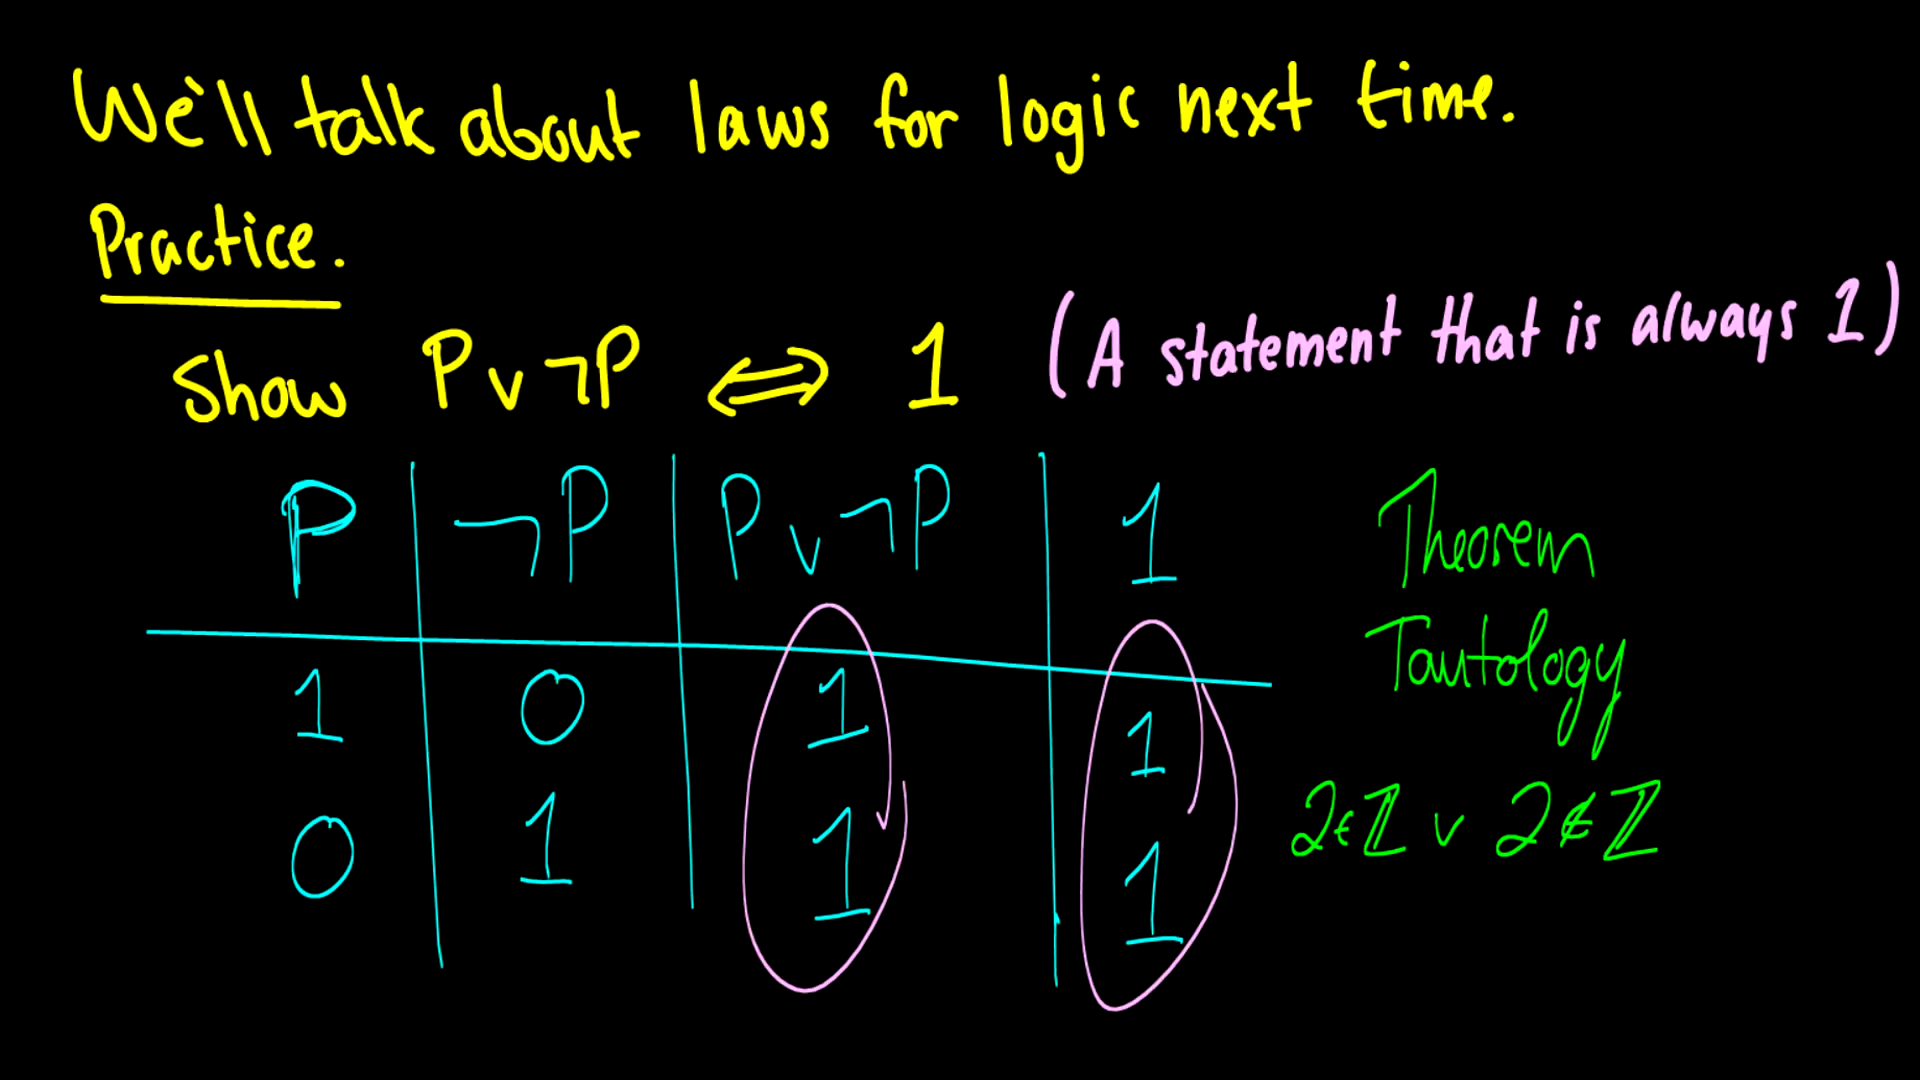 We'll talk about laws for logic next time.
Practice.
Show P ∨ ¬P ⇔ 1 (A statement that is always 1)
P ¬P P ∨ ¬P 1
1 0 1 1
0 1 1 1
Theorem
Tautology
2 ∈ ℤ ∨ 2 ∉ ℤ